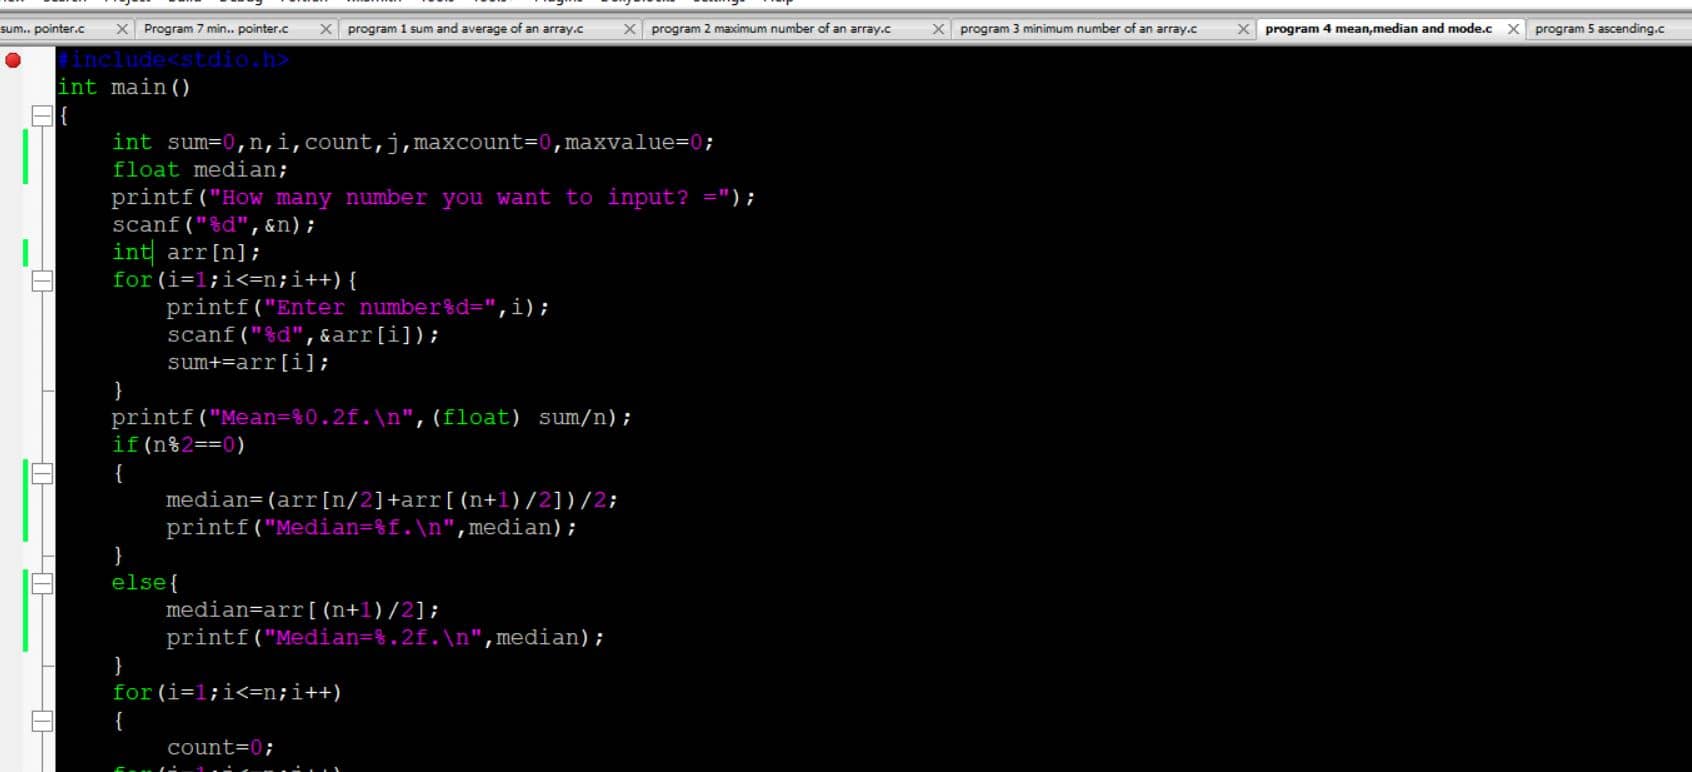 sum.. pointer.c Program 7 min.. pointer.c program 1 sum and average of an array.c program 2 maximum number of an array.c program 3 minimum number of an array.c program 4 mean,median and mode.c program 5 ascending.c
#include<stdio.h>
int main()
{
int sum=0,n,i,count,j,maxcount=0,maxvalue=0;
float median;
printf("How many number you want to input? =");
scanf("%d",&n);
int arr[n];
for(i=1;i<=n;i++){
printf("Enter number%d=",i);
scanf("%d",&arr[i]);
sum+=arr[i];
}
printf("Mean=%0.2f.\n",(float) sum/n);
if(n%2==0)
{
median=(arr[n/2]+arr[(n+1)/2])/2;
printf("Median=%f.\n",median);
}
else{
median=arr[(n+1)/2];
printf("Median=%.2f.\n",median);
}
for(i=1;i<=n;i++)
{
count=0;